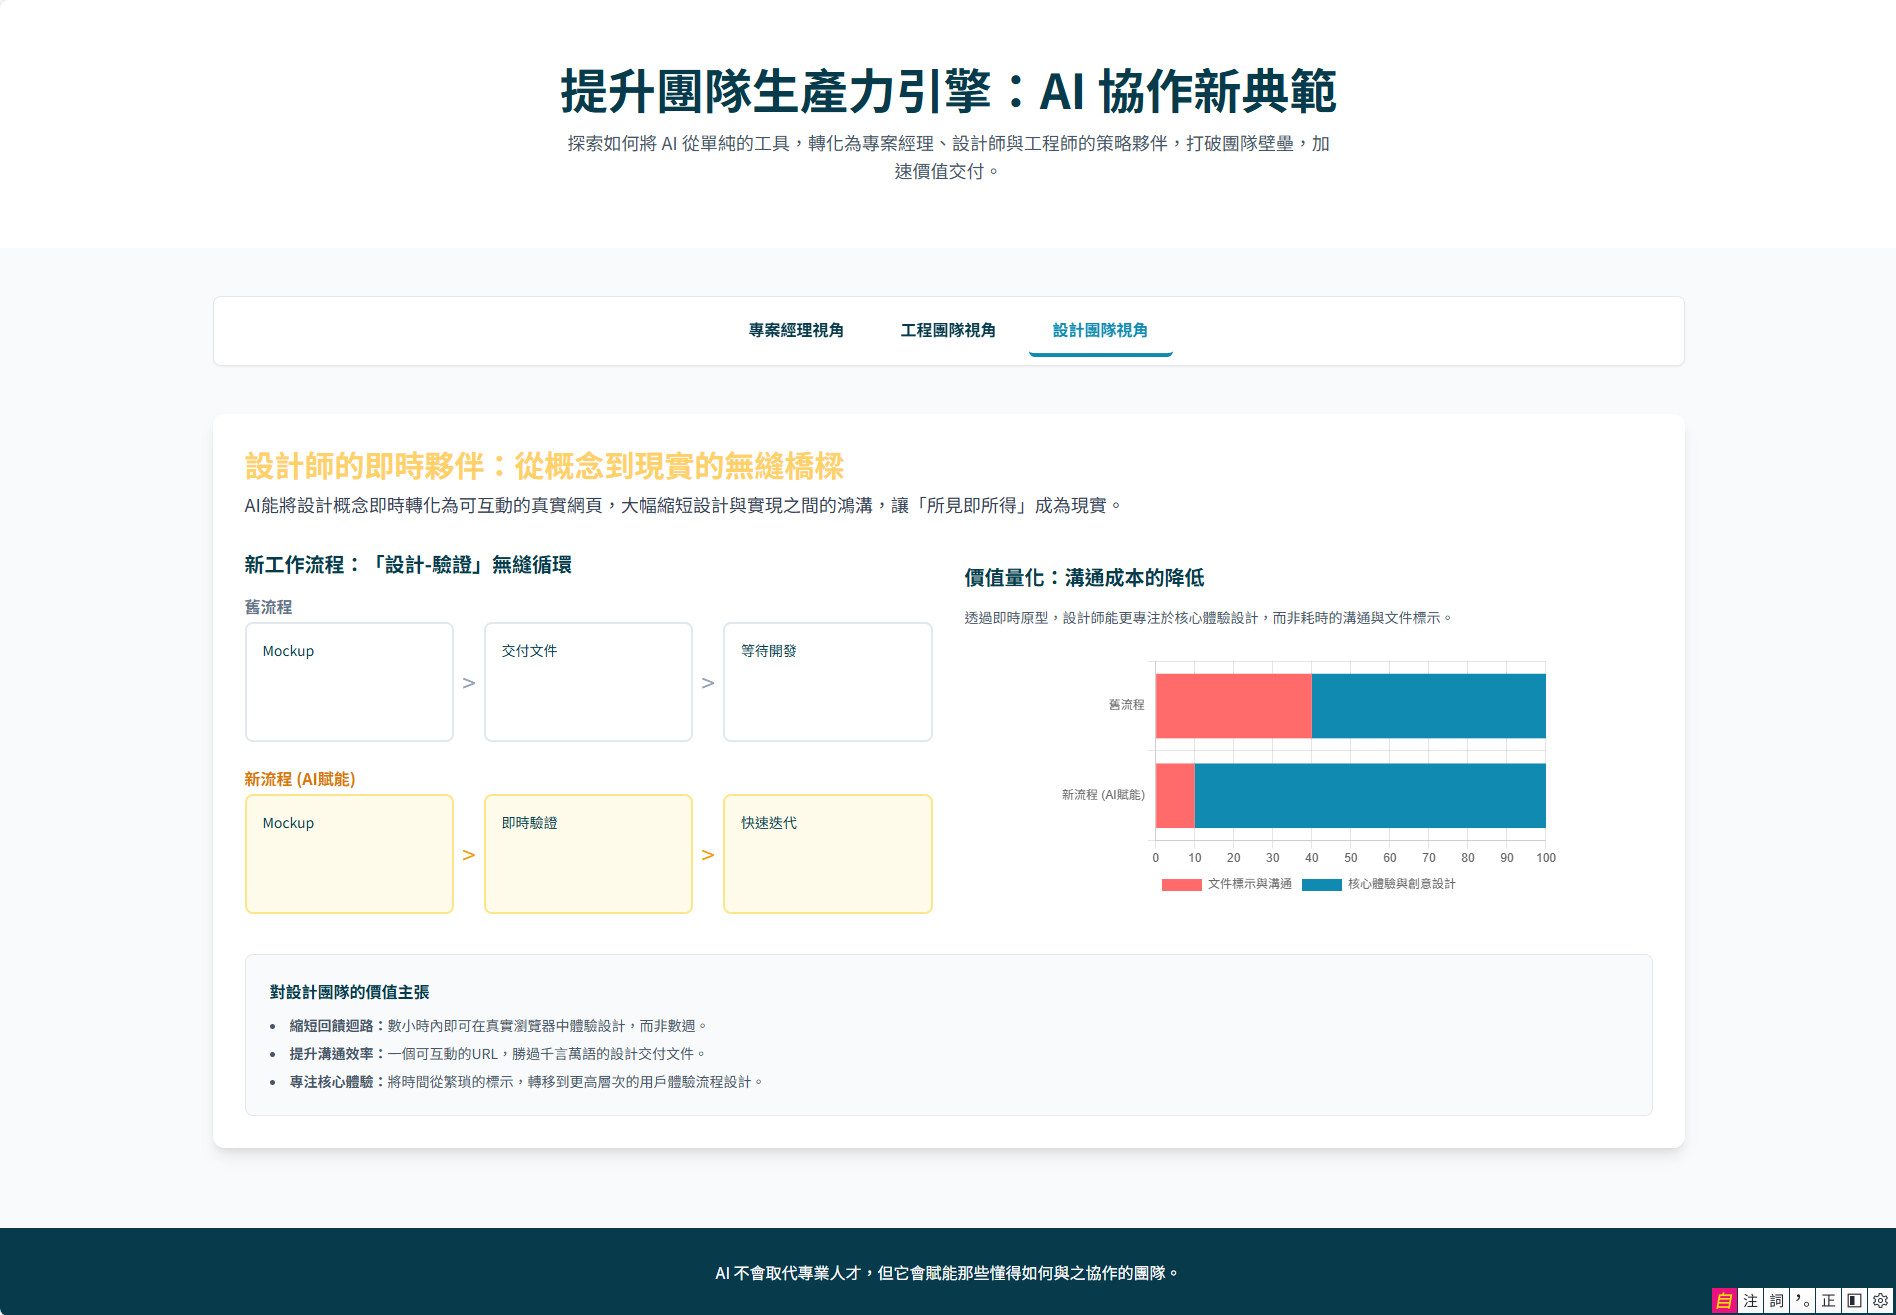 提升團隊生產力引擎：AI 協作新典範
探索如何將 AI 從單純的工具，轉化為專案經理、設計師與工程師的策略夥伴，打破團隊壁壘，加
速價值交付。
專案經理視角
工程團隊視角
設計團隊視角
設計師的即時夥伴：從概念到現實的無縫橋樑
AI能將設計概念即時轉化為可互動的真實網頁，大幅縮短設計與實現之間的鴻溝，讓「所見即所得」成為現實。
新工作流程：「設計-驗證」無縫循環
舊流程
Mockup
>
交付文件
>
等待開發
新流程 (AI賦能)
Mockup
>
即時驗證
>
快速迭代
價值量化：溝通成本的降低
透過即時原型，設計師能更專注於核心體驗設計，而非耗時的溝通與文件標示。
舊流程
新流程 (AI賦能)
0 10 20 30 40 50 60 70 80 90 100
文件標示與溝通 核心體驗與創意設計
對設計團隊的價值主張
• 縮短回饋迴路：數小時內即可在真實瀏覽器中體驗設計，而非數週。
• 提升溝通效率：一個可互動的URL，勝過千言萬語的設計交付文件。
• 專注核心體驗：將時間從繁瑣的標示，轉移到更高層次的用戶體驗流程設計。
AI 不會取代專業人才，但它會賦能那些懂得如何與之協作的團隊。
自 注 詞 ，。 正